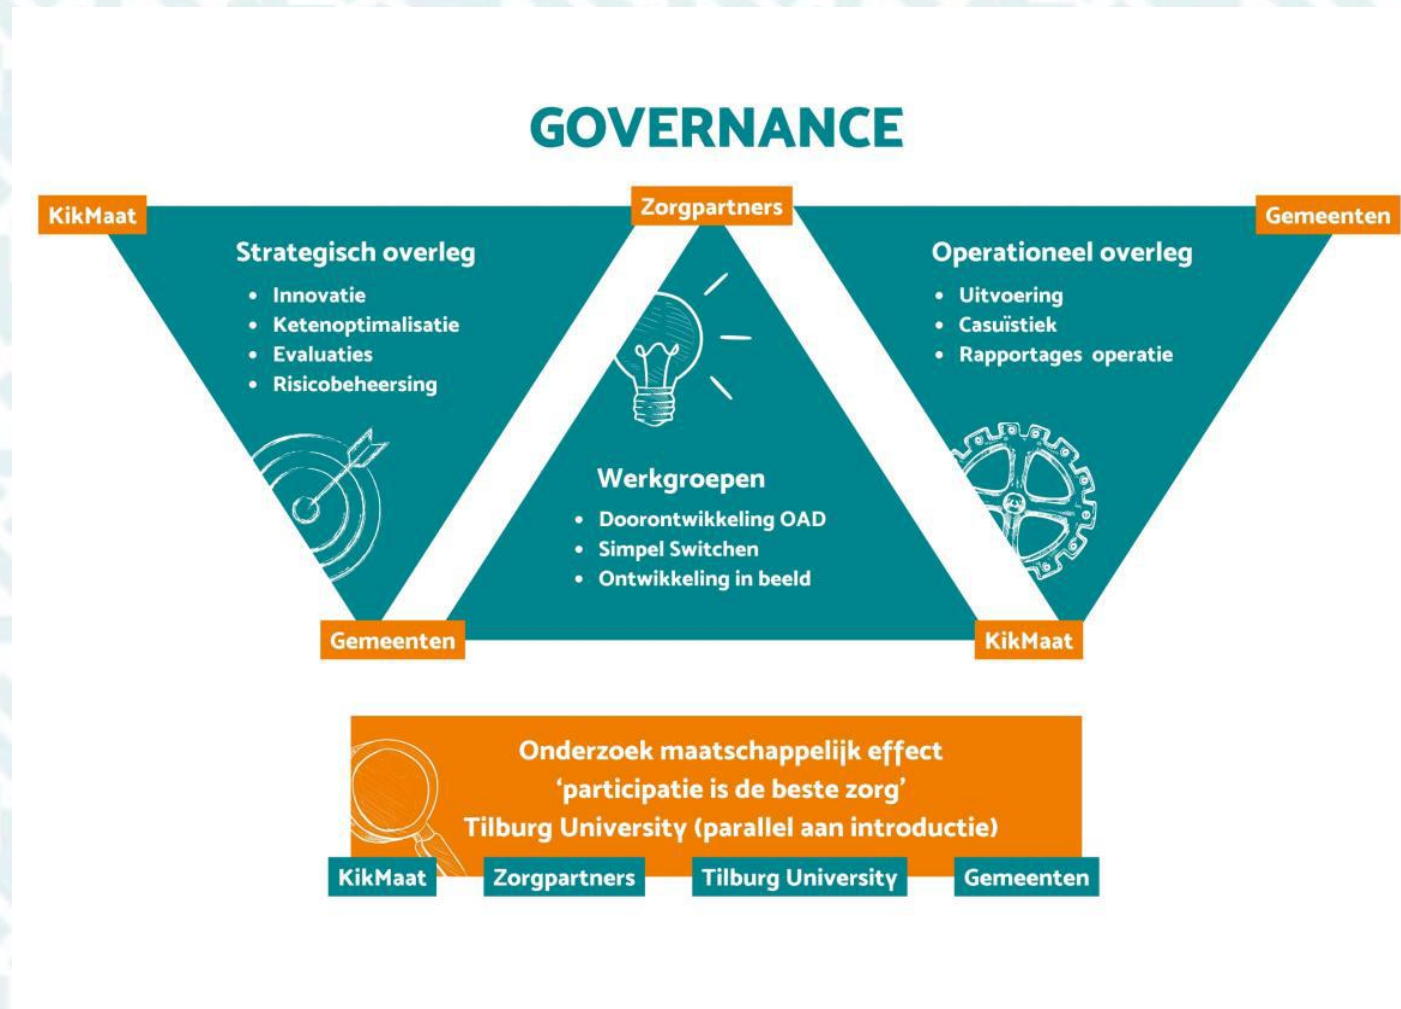 GOVERNANCE
KikMaat
Zorgpartners
Gemeenten
Strategisch overleg
• Innovatie
• Ketenoptimalisatie
• Evaluaties
• Risicobeheersing
Operationeel overleg
• Uitvoering
• Casuïstiek
• Rapportages operatie
Werkgroepen
• Doorontwikkeling OAD
• Simpel Switchen
• Ontwikkeling in beeld
Gemeenten
KikMaat
Onderzoek maatschappelijk effect
‘participatie is de beste zorg’
Tilburg University (parallel aan introductie)
KikMaat
Zorgpartners
Tilburg University
Gemeenten